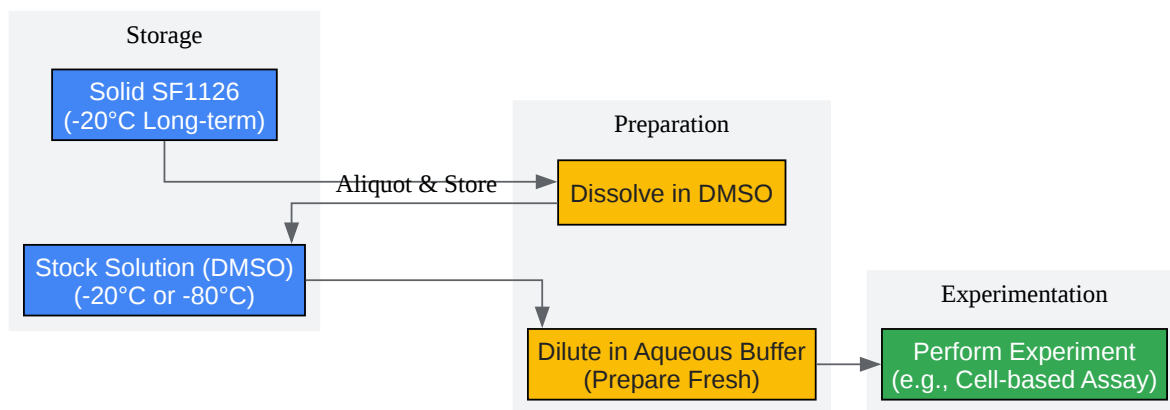 Storage
Solid SF1126
(-20°C Long-term)
Preparation
Aliquot & Store
Dissolve in DMSO
Stock Solution (DMSO)
(-20°C or -80°C)
Experimentation
Dilute in Aqueous Buffer
(Prepare Fresh)
Perform Experiment
(e.g., Cell-based Assay)